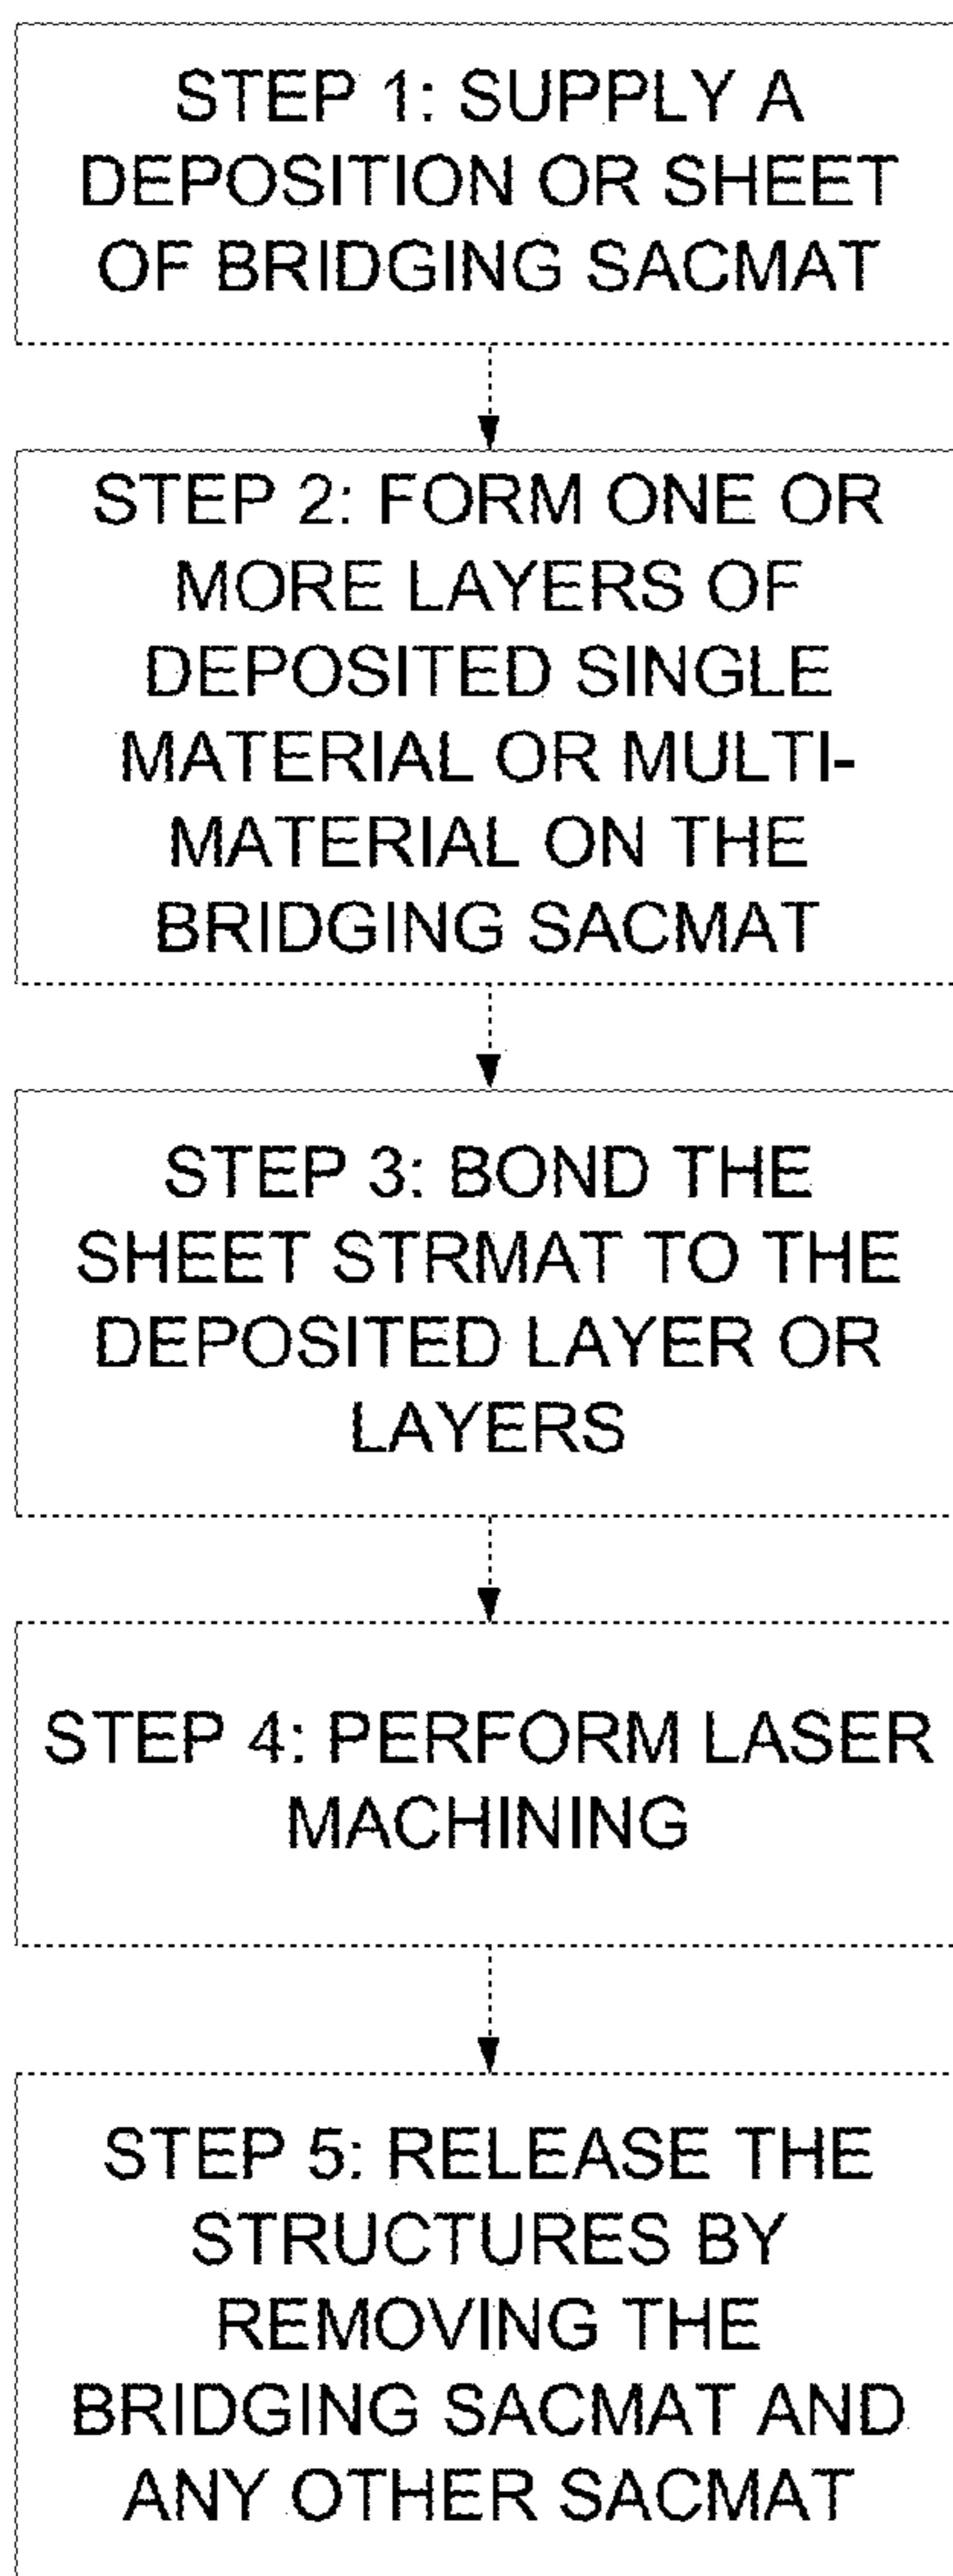 STEP 1: SUPPLY A
DEPOSITION OR SHEET
OF BRIDGING SACMAT
STEP 2: FORM ONE OR
MORE LAYERS OF
DEPOSITED SINGLE
MATERIAL OR MULTI-
MATERIAL ON THE
BRIDGING SACMAT
STEP 3: BOND THE
SHEET STRMAT TO THE
DEPOSITED LAYER OR
LAYERS
STEP 4: PERFORM LASER
MACHINING
STEP 5: RELEASE THE
STRUCTURES BY
REMOVING THE
BRIDGING SACMAT AND
ANY OTHER SACMAT